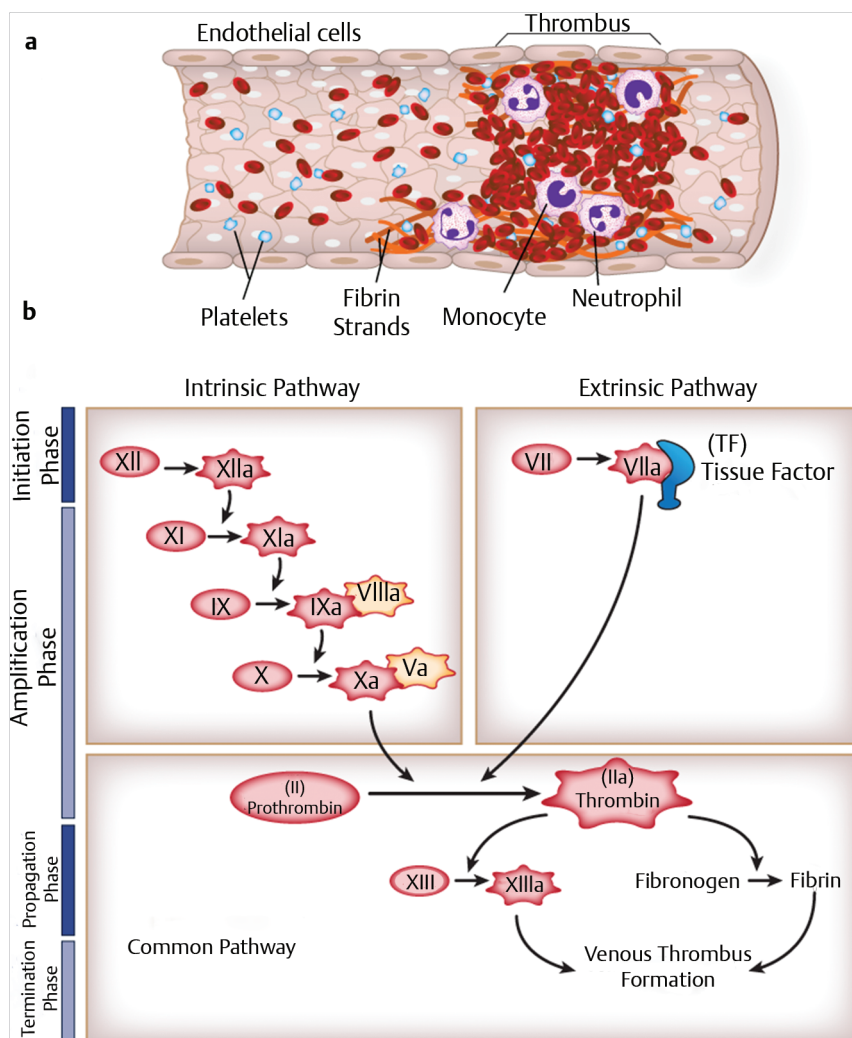 a
Endothelial cells
Thrombus
Platelets
Fibrin
Strands
Monocyte
Neutrophil
b
Intrinsic Pathway
Extrinsic Pathway
Initiation
Phase
XII
XIIa
VII
VIIa
(TF)
Tissue Factor
Amplification
Phase
XI
XIa
IX
IXa
VIIIa
X
Xa
Va
(II)
Prothrombin
(IIa)
Thrombin
Propagation
Phase
XIII
XIIIa
Fibronogen
Fibrin
Common Pathway
Venous Thrombus
Formation
Termination
Phase